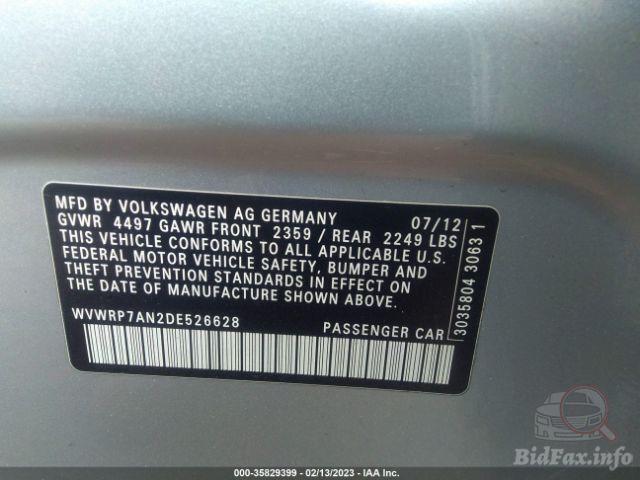 MFD BY VOLKSWAGEN AG GERMANY 07/12
GVWR 4497 GAWR FRONT 2359 / REAR 2249 LBS
THIS VEHICLE CONFORMS TO ALL APPLICABLE U.S.
FEDERAL MOTOR VEHICLE SAFETY, BUMPER AND
THEFT PREVENTION STANDARDS IN EFFECT ON
THE DATE OF MANUFACTURE SHOWN ABOVE.
WVWRP7AN2DE526628 PASSENGER CAR
3035804 3063 1
BidFax.info
000-35829399 - 02/13/2023 - IAA Inc.